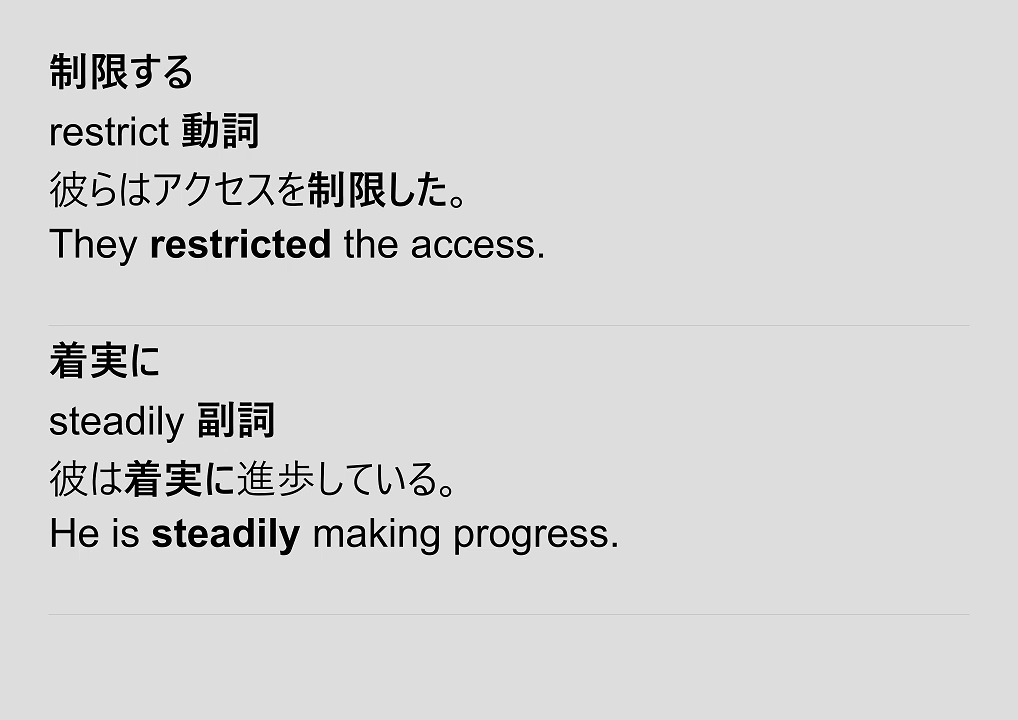 制限する
restrict 動詞
彼らはアクセスを制限した。
They restricted the access.
着実に
steadily 副詞
彼は着実に進歩している。
He is steadily making progress.